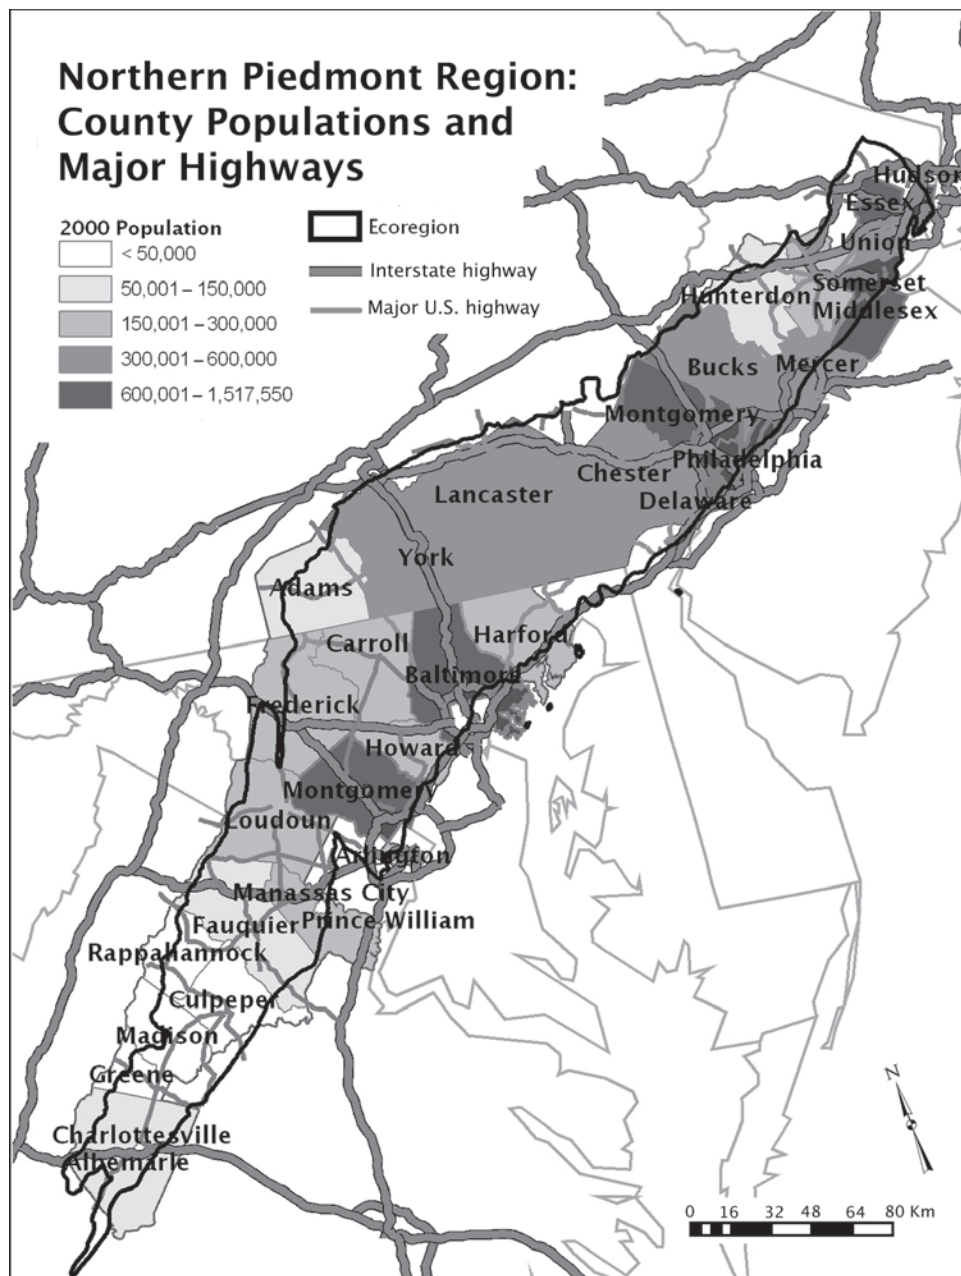 Northern Piedmont Region:
County Populations and
Major Highways
2000 Population
< 50,000
50,001 – 150,000
150,001 – 300,000
300,001 – 600,000
600,001 – 1,517,550
Ecoregion
Interstate highway
Major U.S. highway
Hudson
Essex
Union
Somerset
Hunterdon
Middlesex
Bucks
Mercer
Montgomery
Philadelphia
Chester
Lancaster
Delaware
York
Adams
Carroll
Harford
Baltimore
Frederick
Howard
Montgomery
Loudoun
Arlington
Manassas City
Prince William
Fauquier
Rappahannock
Culpeper
Madison
Greene
Charlottesville
Albemarle
N
0 16 32 48 64 80 Km